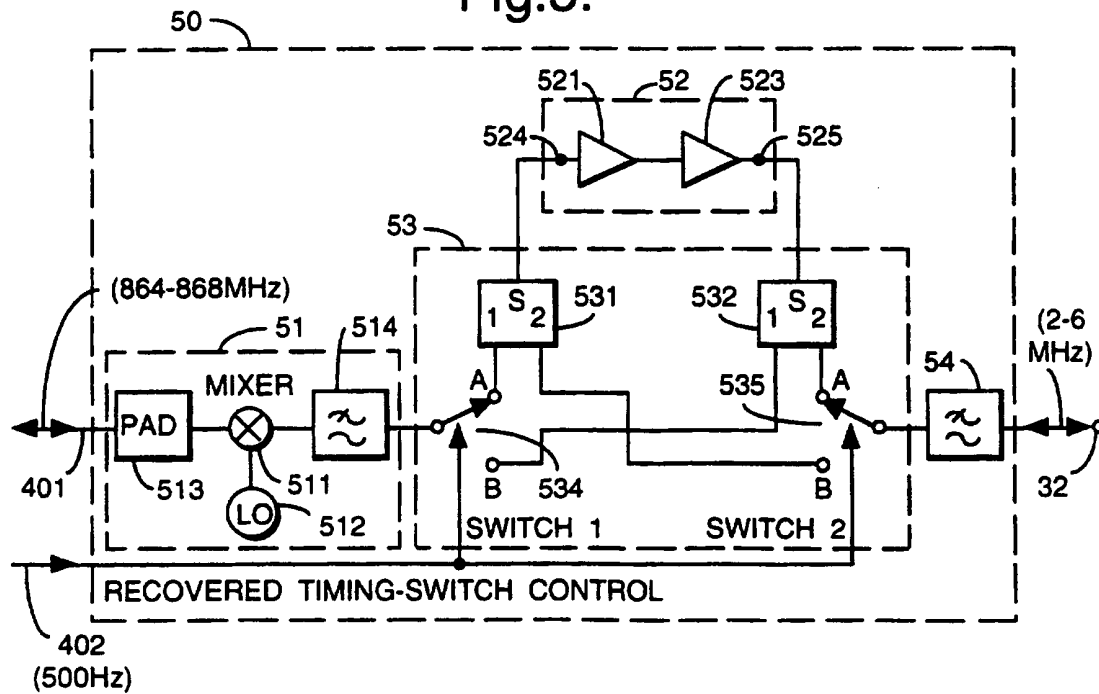 Fig.5.
50
521
52
523
524
525
53
(864-868MHz)
1 S 2
531
532
1 S 2
(2-6
MHz)
51
514
MIXER
A
A
54
535
PAD
401
513
511
LO
512
B
534
B
32
SWITCH 1
SWITCH 2
RECOVERED TIMING-SWITCH CONTROL
402
(500Hz)